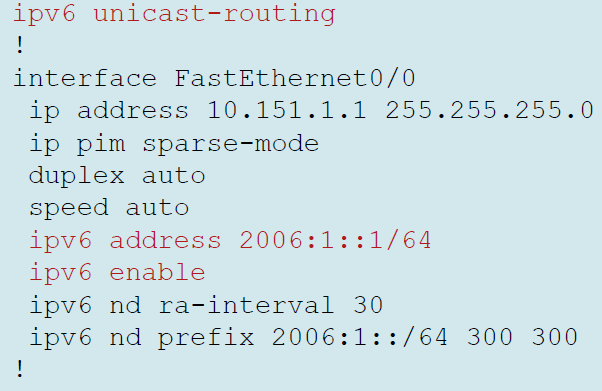 ipv6 unicast-routing
!
interface FastEthernet0/0
ip address 10.151.1.1 255.255.255.0
ip pim sparse-mode
duplex auto
speed auto
ipv6 address 2006:1::1/64
ipv6 enable
ipv6 nd ra-interval 30
ipv6 nd prefix 2006:1::/64 300 300
!